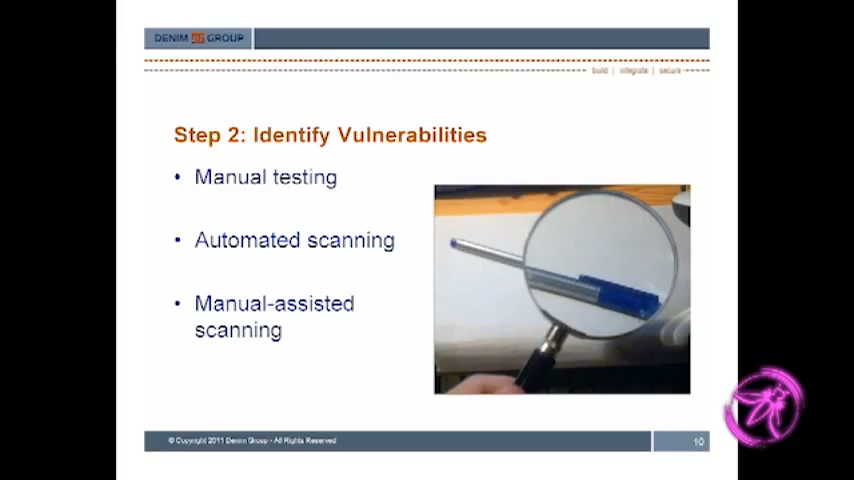 DENIM GROUP
build | integrate | secure
Step 2: Identify Vulnerabilities
• Manual testing
• Automated scanning
• Manual-assisted
scanning
© Copyright 2011 Denim Group - All Rights Reserved
10